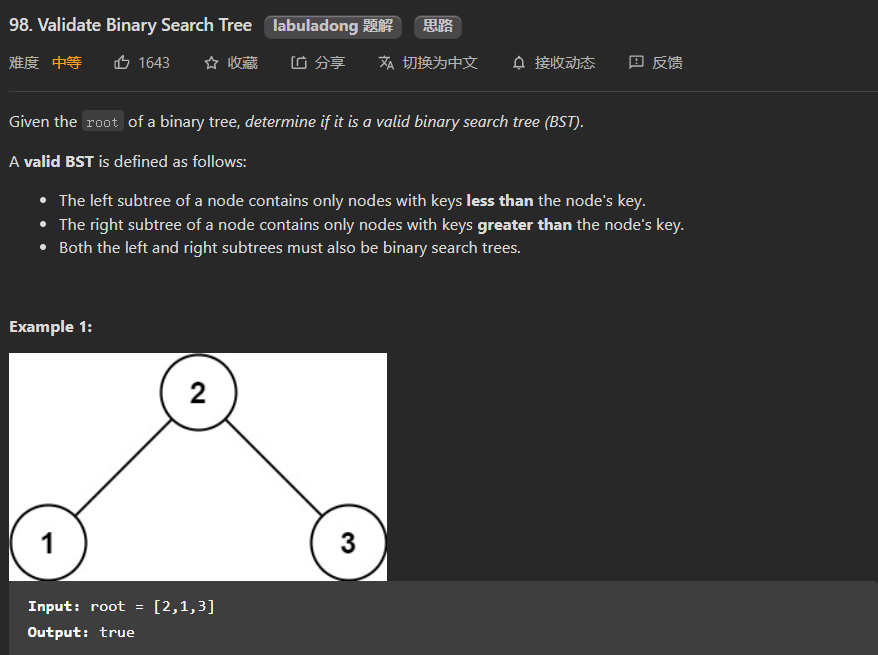 98. Validate Binary Search Tree labuladong 题解 思路
难度 中等 1643 收藏 分享 切换为中文 接收动态 反馈
Given the root of a binary tree, determine if it is a valid binary search tree (BST).
A valid BST is defined as follows:
• The left subtree of a node contains only nodes with keys less than the node's key.
• The right subtree of a node contains only nodes with keys greater than the node's key.
• Both the left and right subtrees must also be binary search trees.
Example 1:
2
1 3
Input: root = [2,1,3]
Output: true